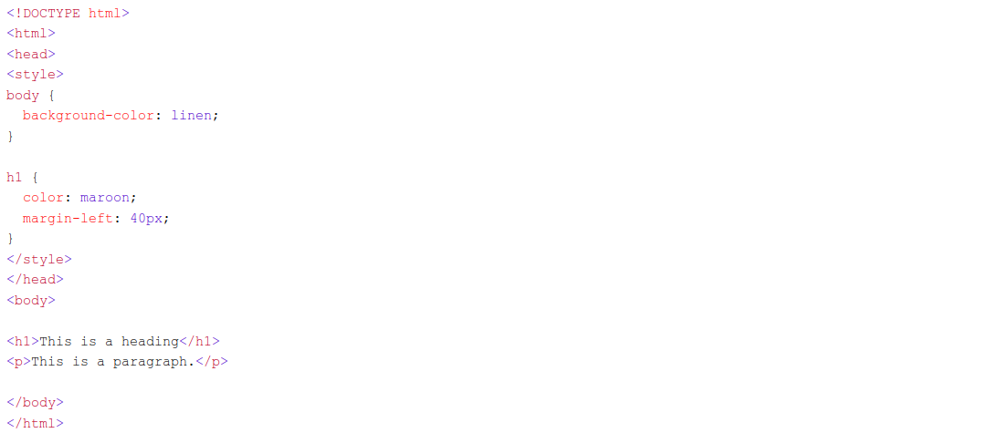 <!DOCTYPE html>
<html>
<head>
<style>
body {
  background-color: linen;
}

h1 {
  color: maroon;
  margin-left: 40px;
}
</style>
</head>
<body>

<h1>This is a heading</h1>
<p>This is a paragraph.</p>

</body>
</html>